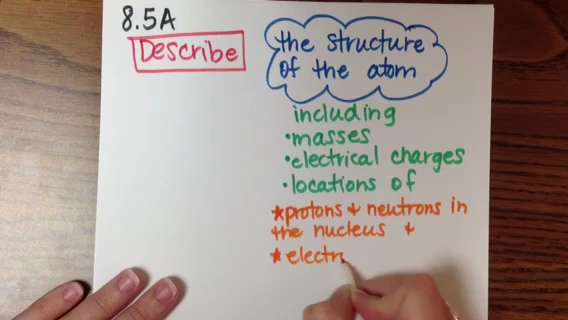 8.5A
Describe
the structure
of the atom
including
• masses
• electrical charges
• locations of
★ protons + neutrons in
the nucleus +
★ electr